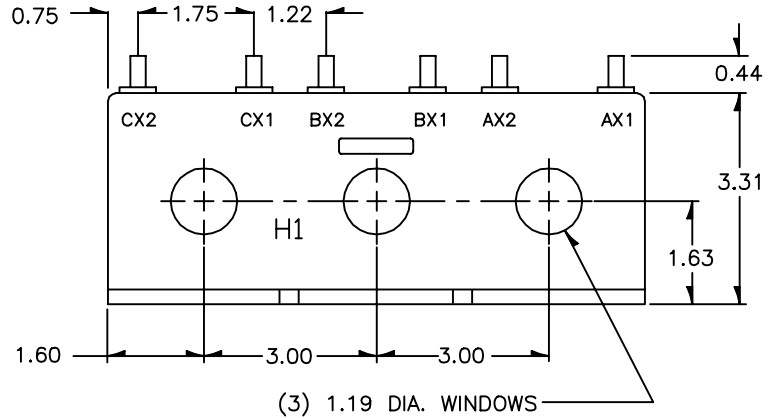 0.75
1.75
1.22
0.44
CX2
CX1
BX2
BX1
AX2
AX1
3.31
H1
1.63
1.60
3.00
3.00
(3) 1.19 DIA. WINDOWS